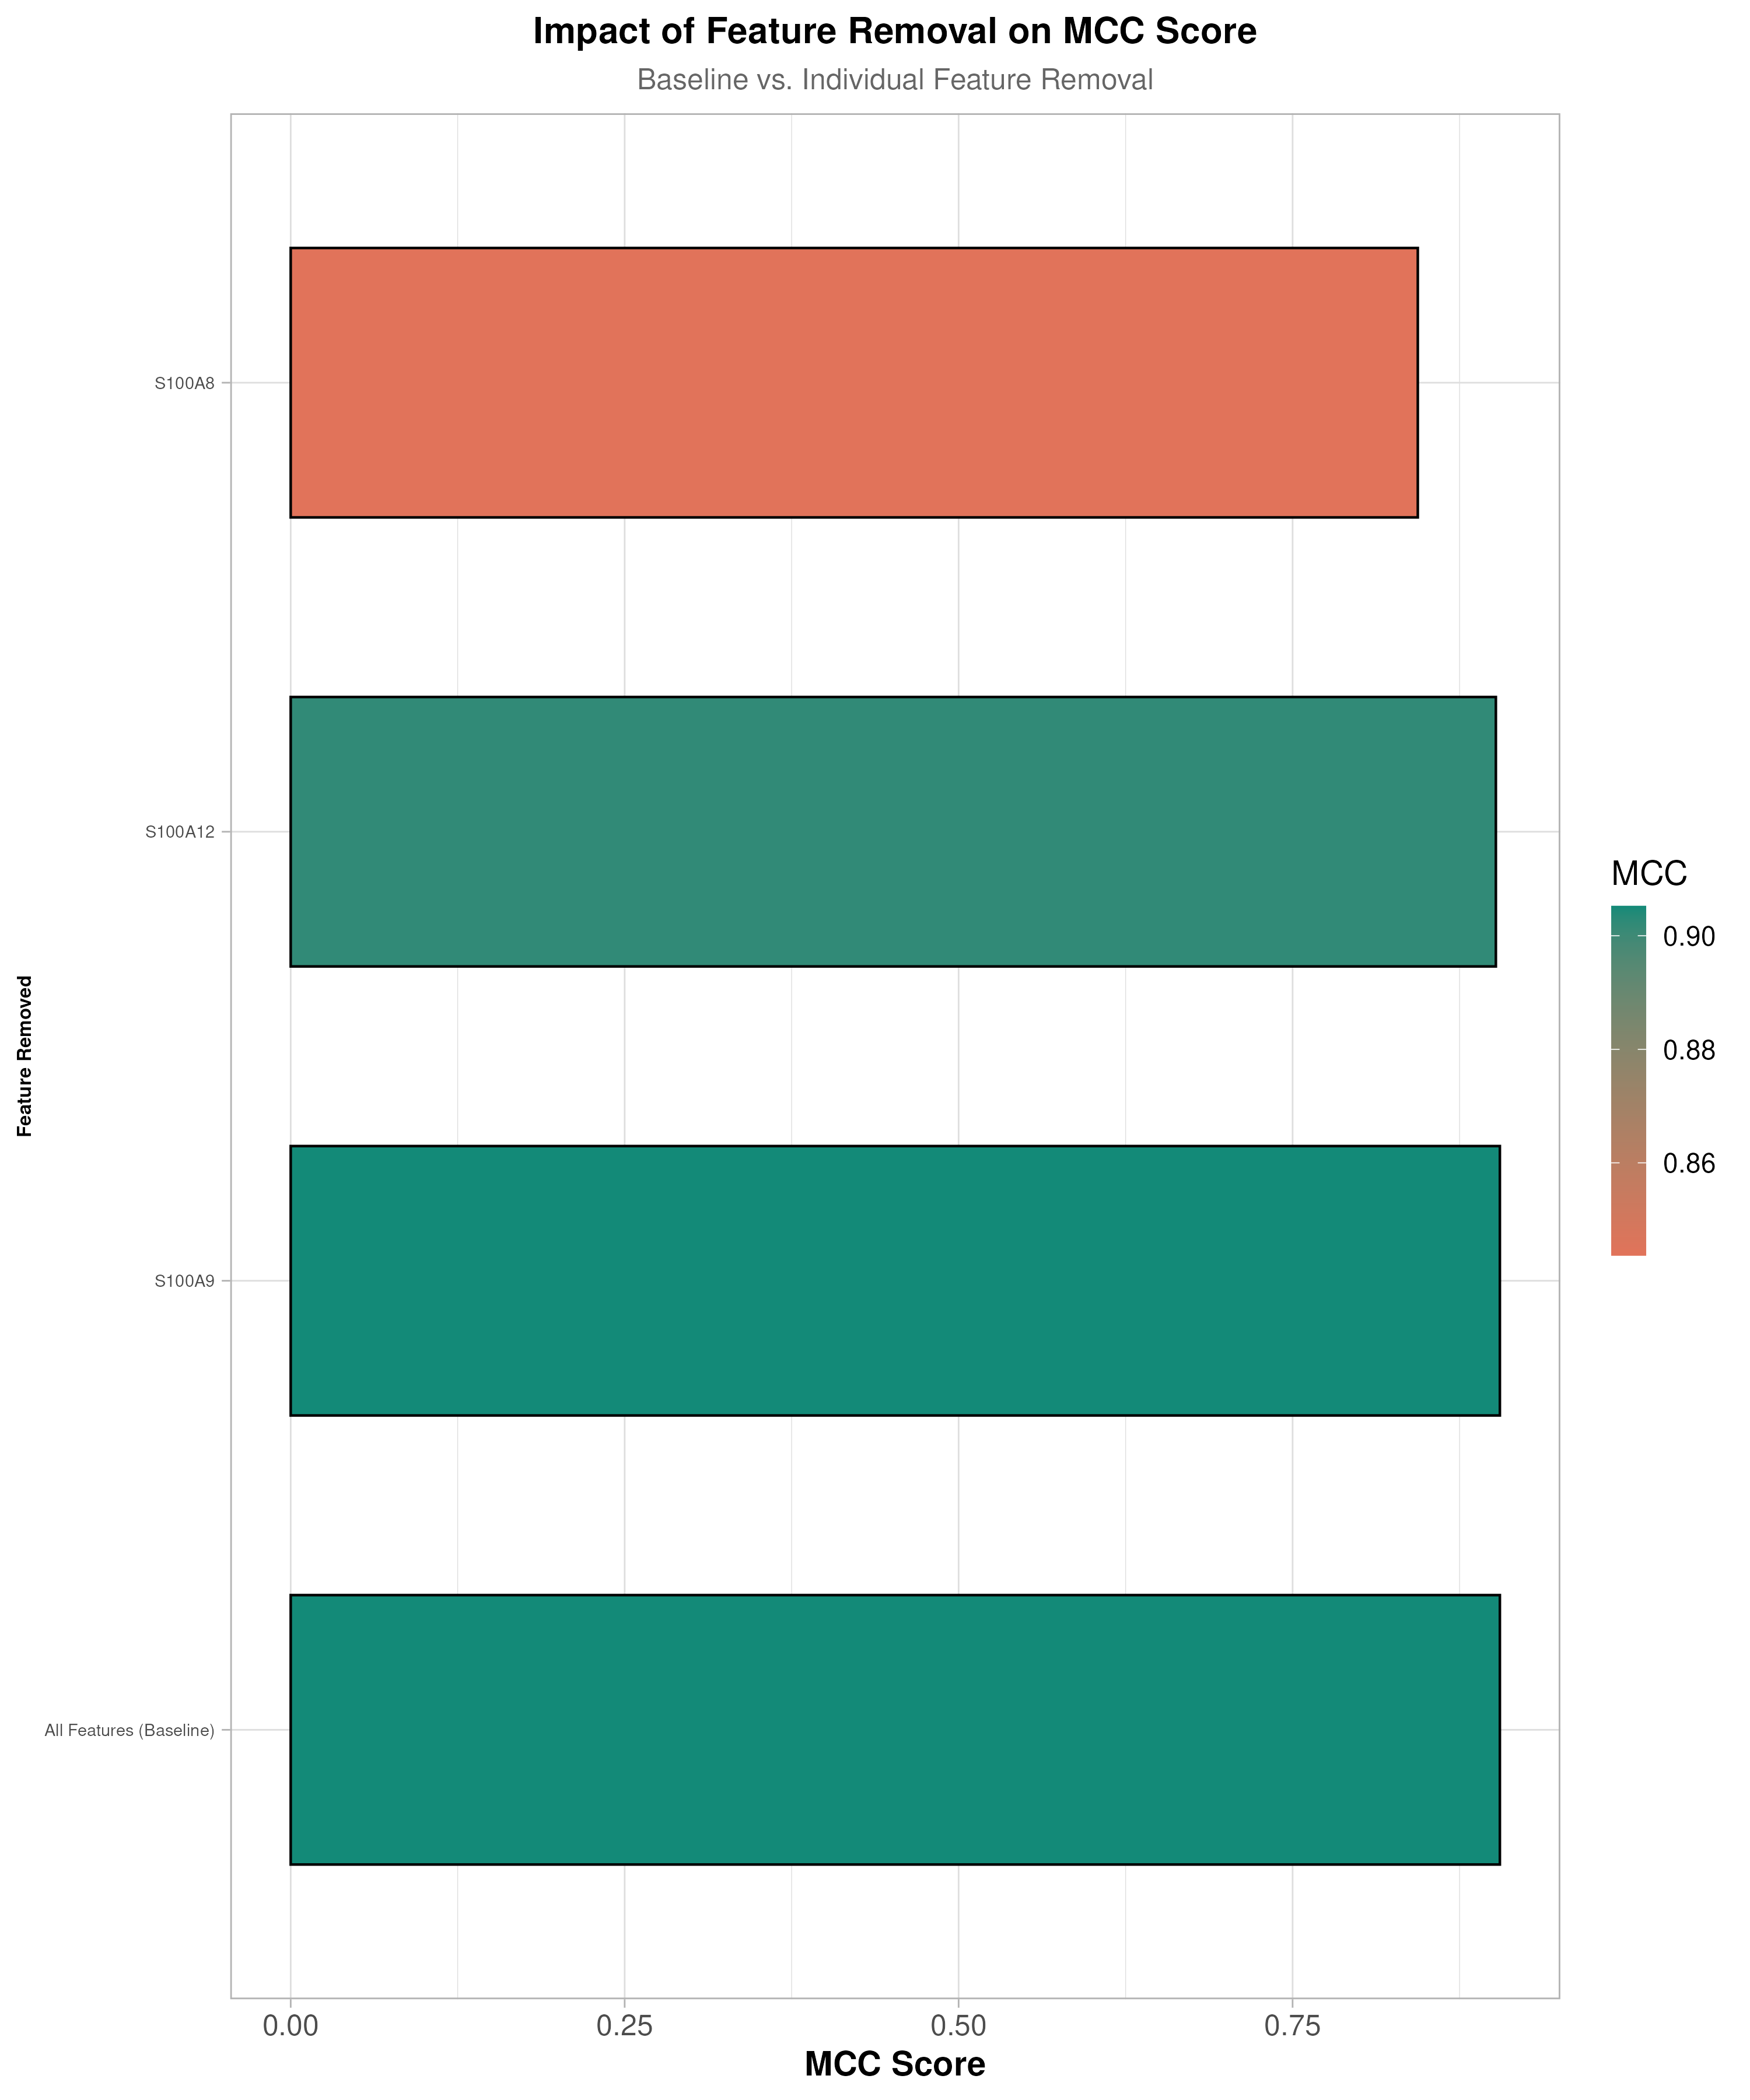 Impact of Feature Removal on MCC Score
Baseline vs. Individual Feature Removal
Feature Removed
S100A8
S100A12
S100A9
All Features (Baseline)
0.00
0.25
0.50
0.75
MCC Score
MCC
0.90
0.88
0.86